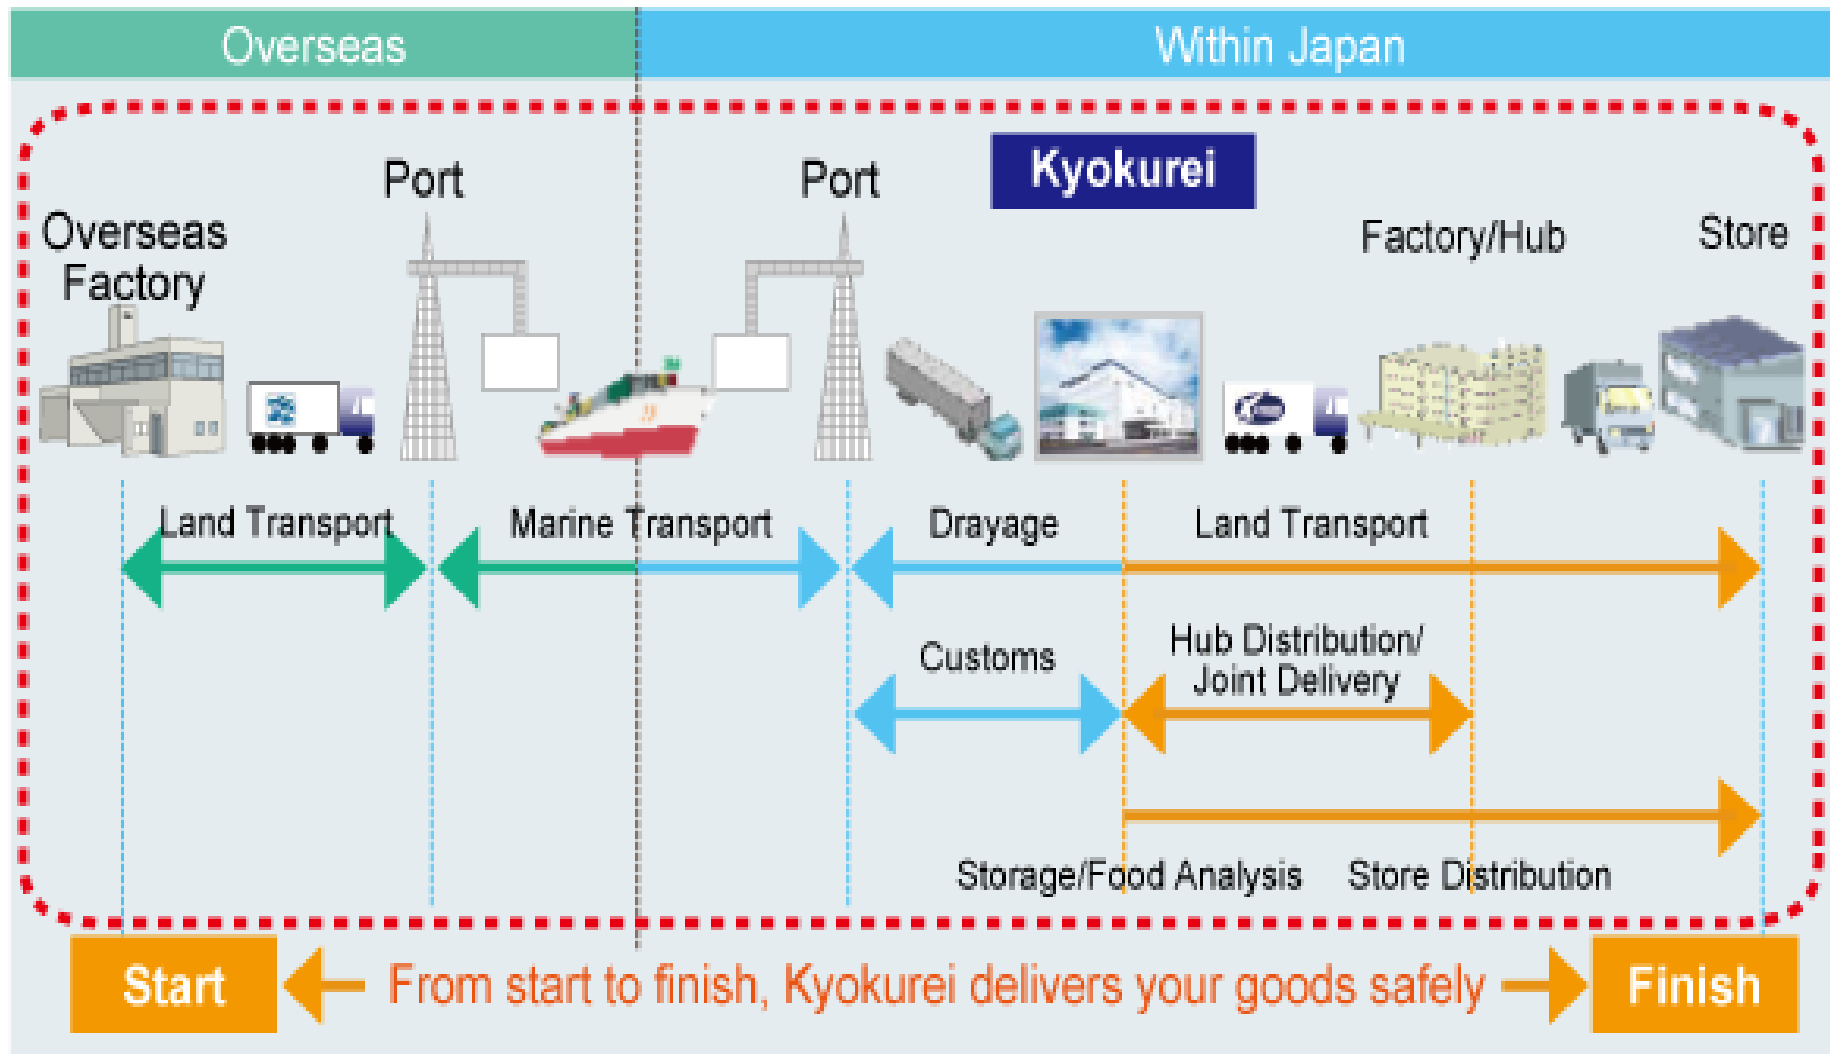 Overseas
Within Japan
Kyokurei
Port
Port
Overseas
Factory
Factory/Hub
Store
Land Transport
Marine Transport
Drayage
Land Transport
Customs
Hub Distribution/
Joint Delivery
Storage/Food Analysis
Store Distribution
Start
From start to finish, Kyokurei delivers your goods safely
Finish